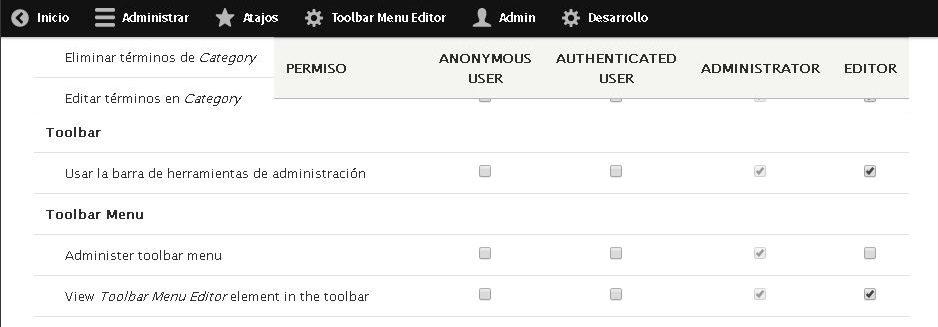 Inicio Administrar Atajos Toolbar Menu Editor Admin Desarrollo
Eliminar términos de Category
PERMISO ANONYMOUS USER AUTHENTICATED USER ADMINISTRATOR EDITOR
Editar términos en Category
Toolbar
Usar la barra de herramientas de administración
Toolbar Menu
Administer toolbar menu
View Toolbar Menu Editor element in the toolbar